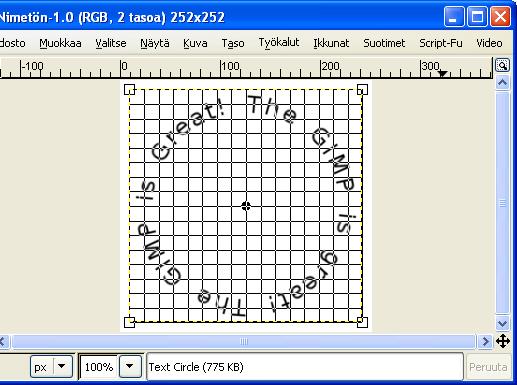 Nimetön-1.0 (RGB, 2 tasoa) 252x252
dosto Muokkaa Valitse Näytä Kuva Taso Työkalut Ikkunat Suotimet Script-Fu Video
-100 0 100 200 300
The GiMP is great! The GiMP is Great!
px 100% Text Circle (775 KB) Peruuta